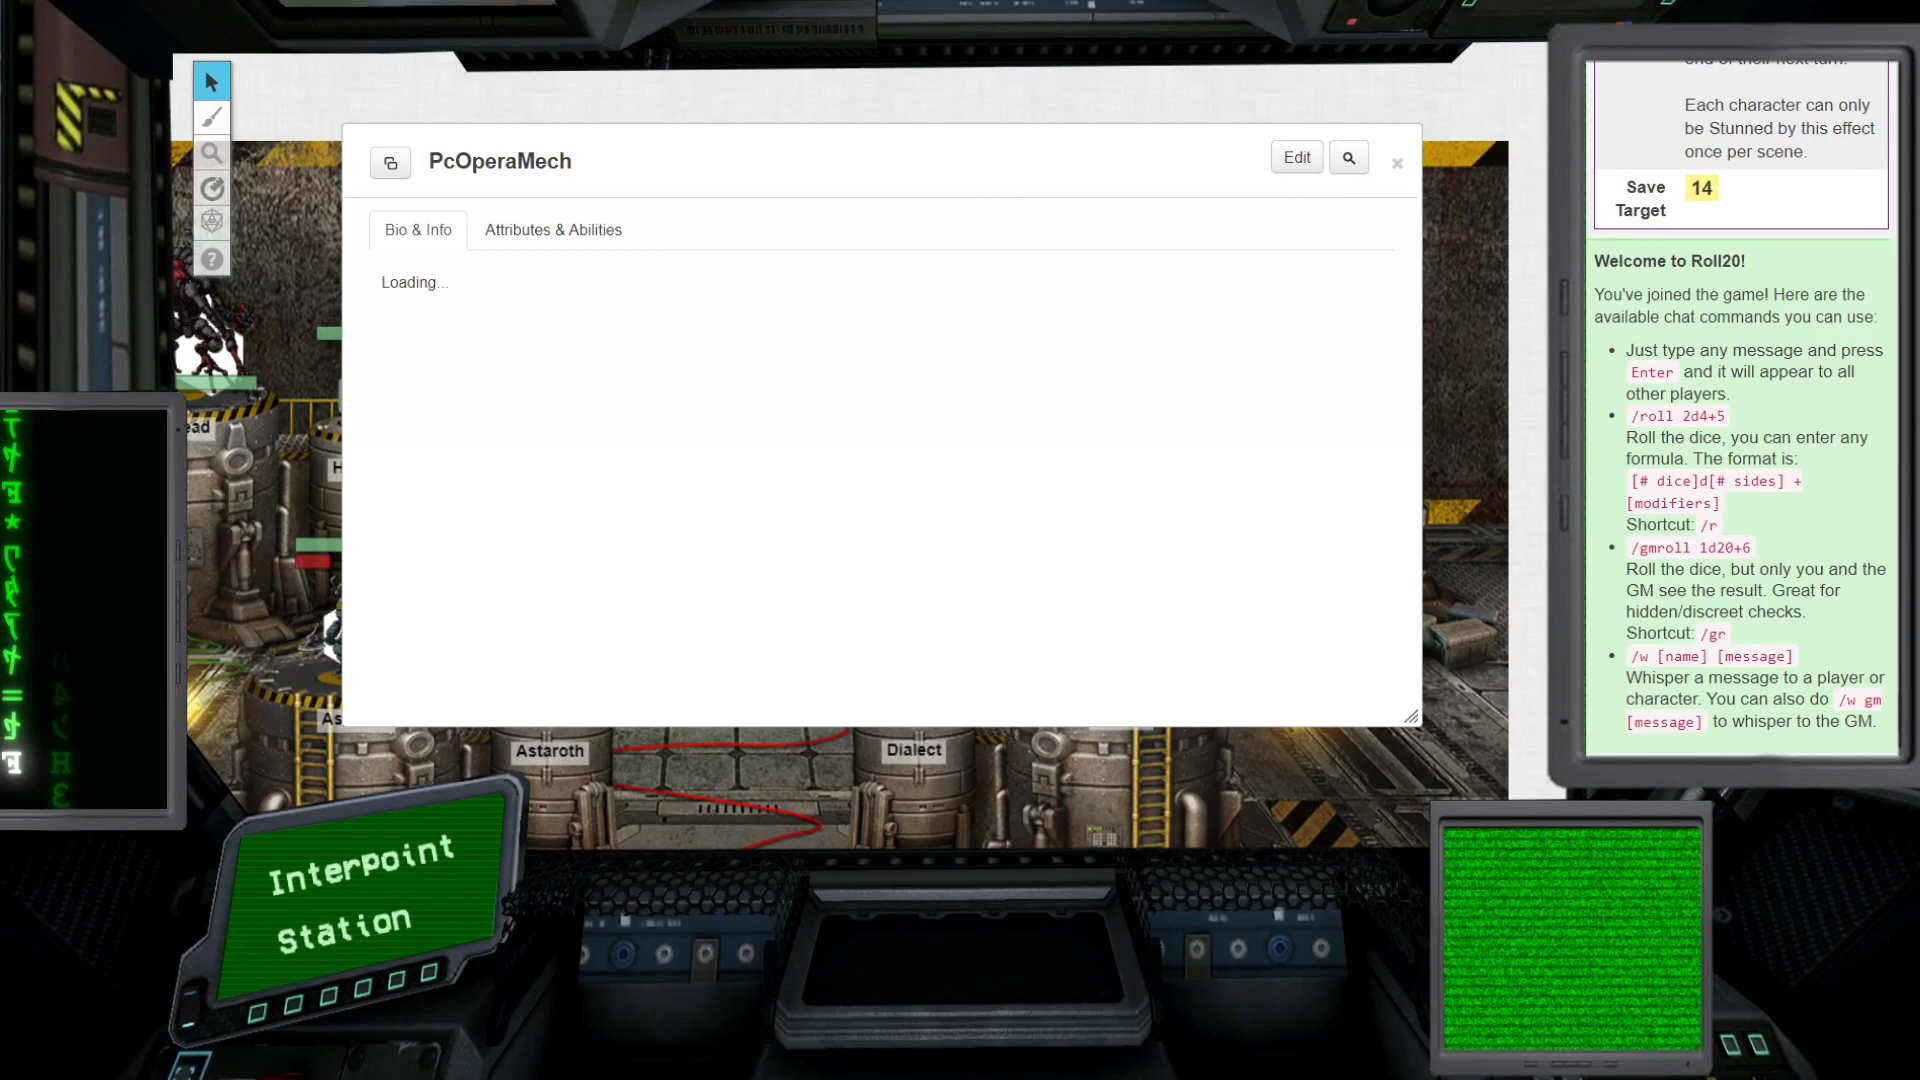 PcOperaMech
Edit
Bio & Info
Attributes & Abilities
Loading...
Astaroth
Dialect
Interpoint
Station
end of their next turn.
Each character can only
be Stunned by this effect
once per scene.
Save
Target
14
Welcome to Roll20!
You've joined the game! Here are the
available chat commands you can use:
Just type any message and press
Enter and it will appear to all
other players.
/roll 2d4+5
Roll the dice, you can enter any
formula. The format is:
[# dice]d[# sides] +
[modifiers]
Shortcut: /r
/gmroll 1d20+6
Roll the dice, but only you and the
GM see the result. Great for
hidden/discreet checks.
Shortcut: /gr
/w [name] [message]
Whisper a message to a player or
character. You can also do /w gm
[message] to whisper to the GM.